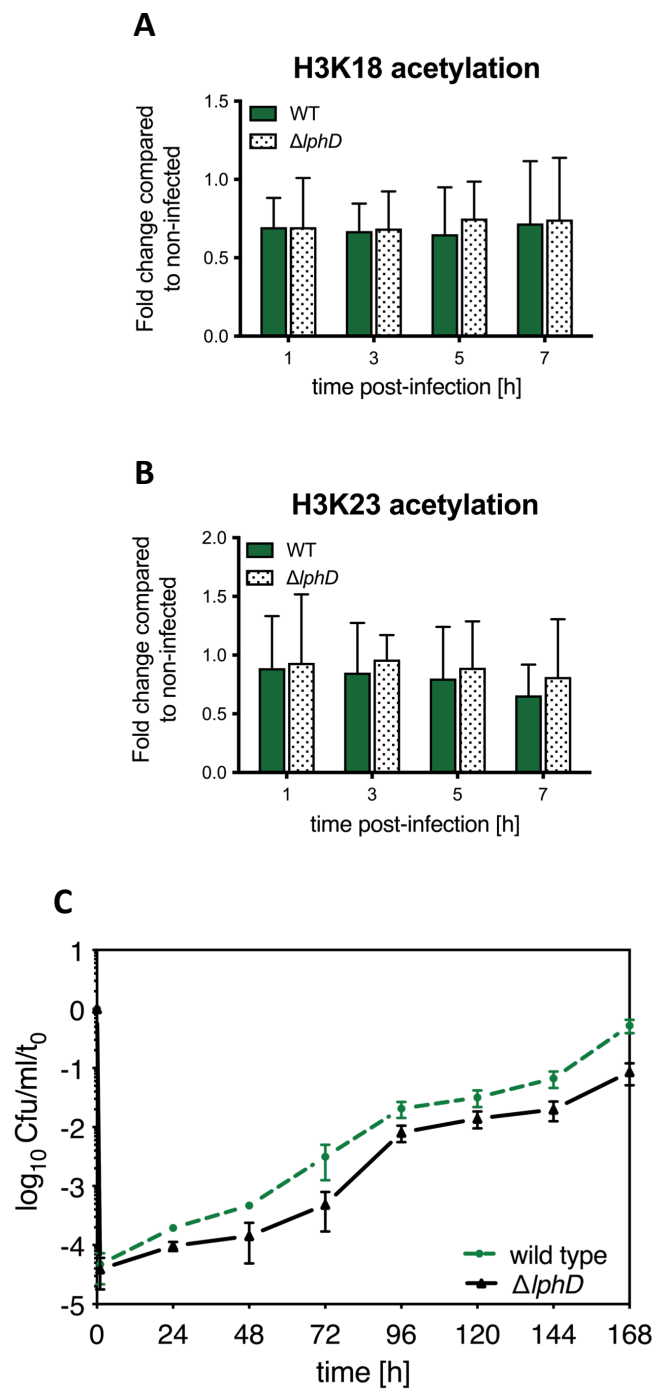 A
H3K18 acetylation
Fold change compared
to non-infected
1.5
1.0
0.5
0.0
WT
ΔlphD
1 3 5 7
time post-infection [h]
B
H3K23 acetylation
Fold change compared
to non-infected
2.0
1.5
1.0
0.5
0.0
WT
ΔlphD
1 3 5 7
time post-infection [h]
C
log10 Cfu/ml/t0
1
0
-1
-2
-3
-4
-5
wild type
ΔlphD
0 24 48 72 96 120 144 168
time [h]